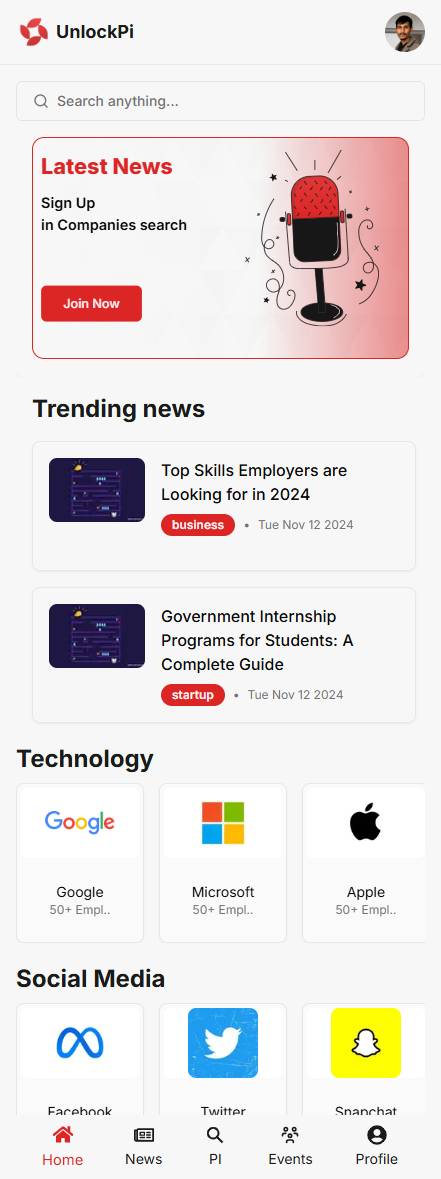 UnlockPi
Search anything...
Latest News
Sign Up
in Companies search
Join Now
Trending news
Top Skills Employers are
Looking for in 2024
business • Tue Nov 12 2024
Government Internship
Programs for Students: A
Complete Guide
startup • Tue Nov 12 2024
Technology
Google
Google Microsoft Apple
50+ Empl.. 50+ Empl.. 50+ Empl..
Social Media
Facebook Twitter Snapchat
Home News PI Events Profile